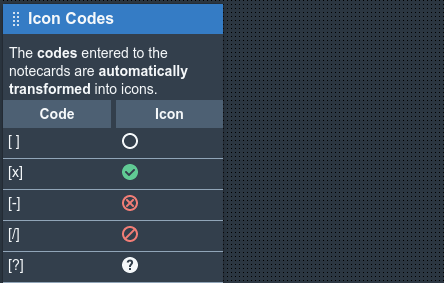 Icon Codes
The codes entered to the
notecards are automatically
transformed into icons.
Code Icon
[ ]
[x]
[-]
[/]
[?] ?